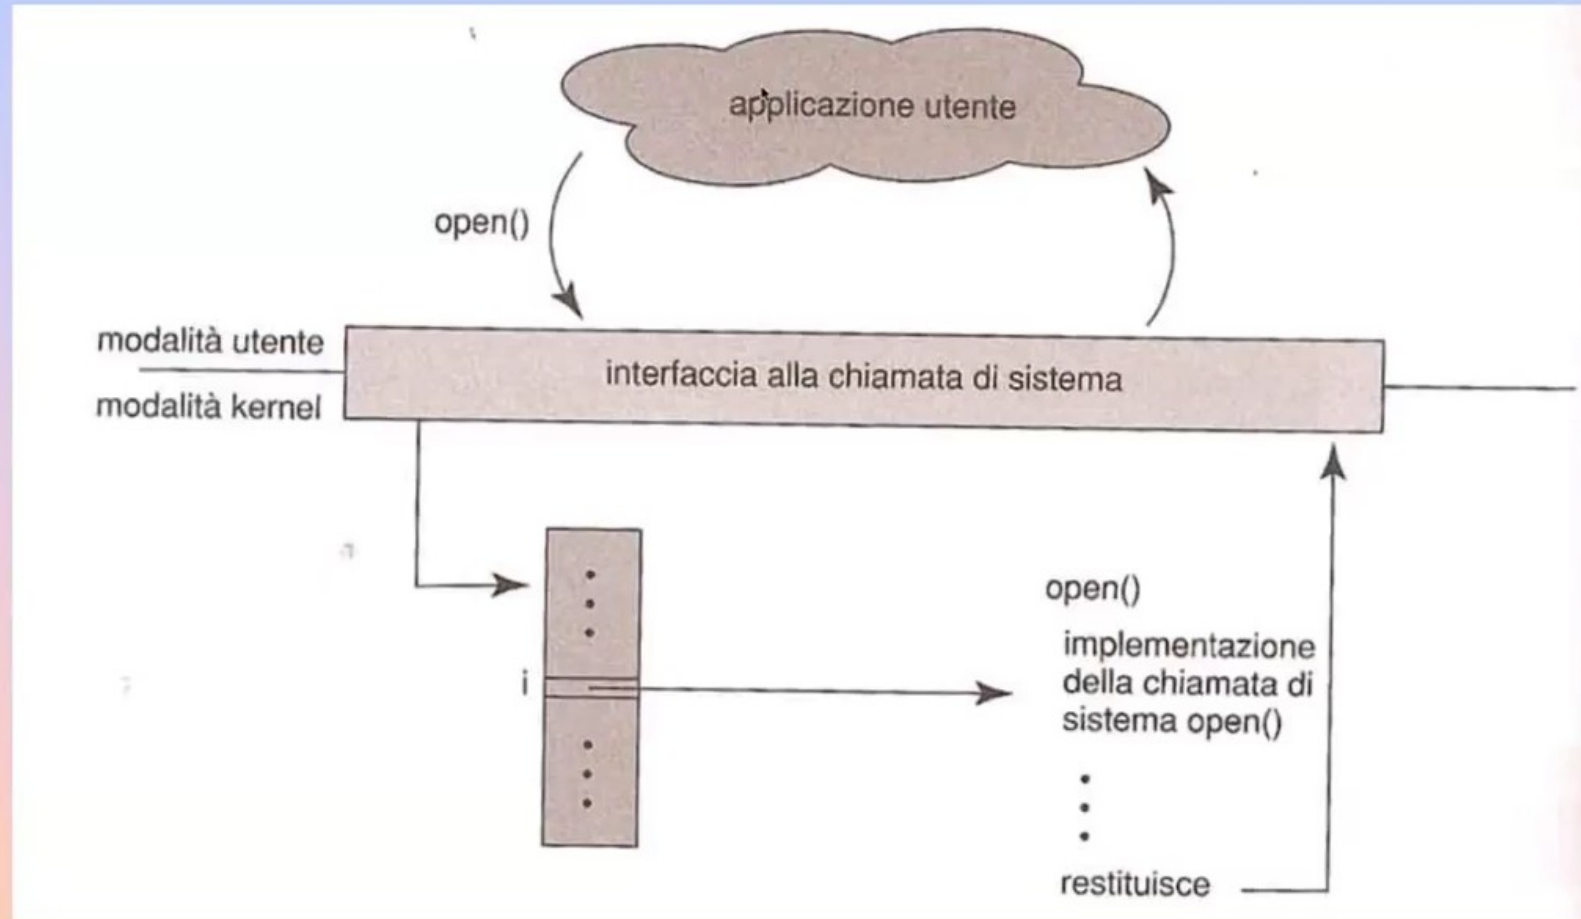 applicazione utente
open()
modalità utente
interfaccia alla chiamata di sistema
modalità kernel
i
open()
implementazione
della chiamata di
sistema open()
restituisce